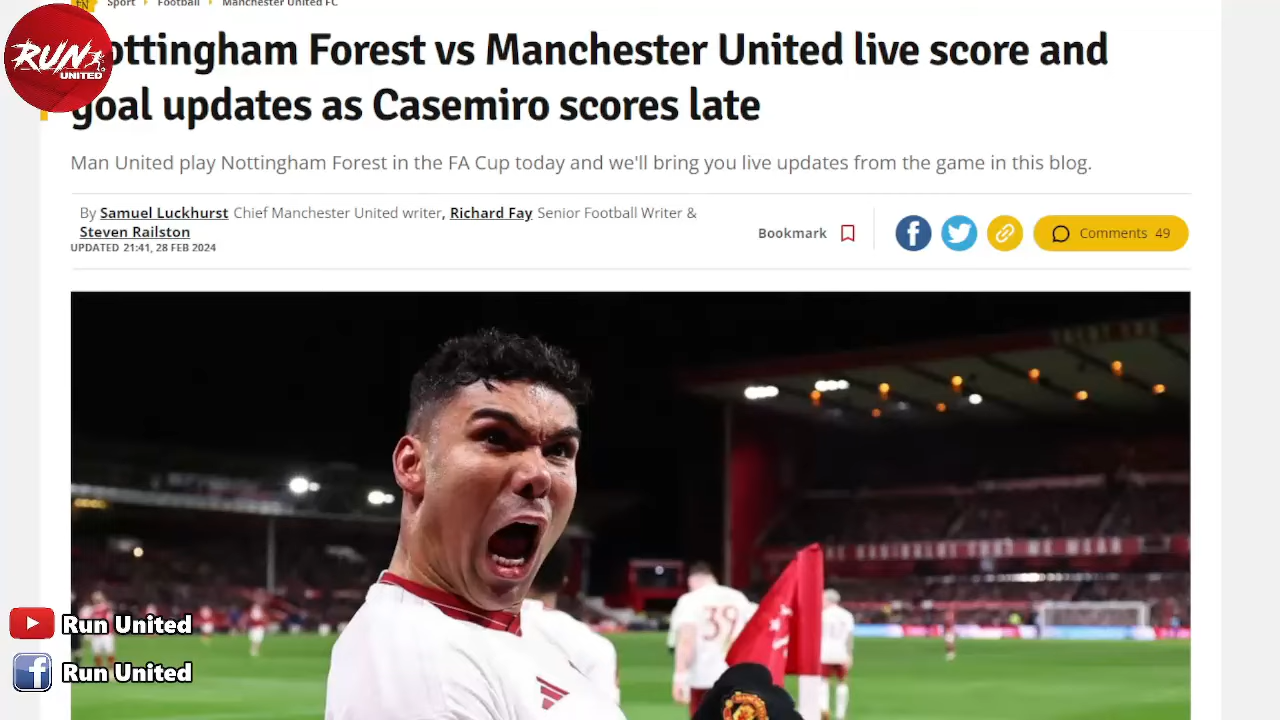 Sport Football Manchester United FC
RUN
UNITED
ottingham Forest vs Manchester United live score and
goal updates as Casemiro scores late
Man United play Nottingham Forest in the FA Cup today and we'll bring you live updates from the game in this blog.
By Samuel Luckhurst Chief Manchester United writer, Richard Fay Senior Football Writer &
Steven Railston
UPDATED 21:41, 28 FEB 2024
Bookmark
Comments 49
39
Run United
Run United